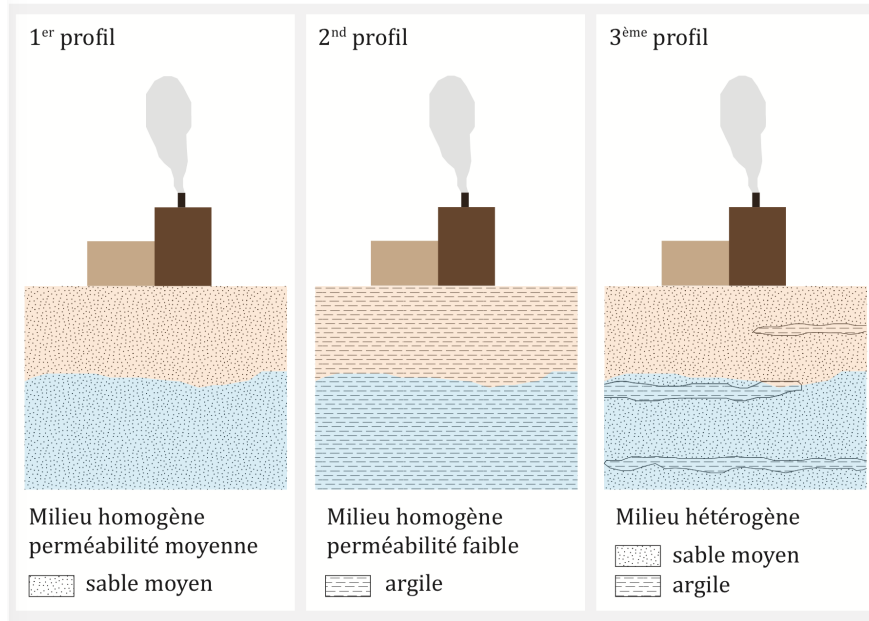 1er profil
Milieu homogène
perméabilité moyenne
sable moyen
2nd profil
Milieu homogène
perméabilité faible
argile
3ème profil
Milieu hétérogène
sable moyen
argile